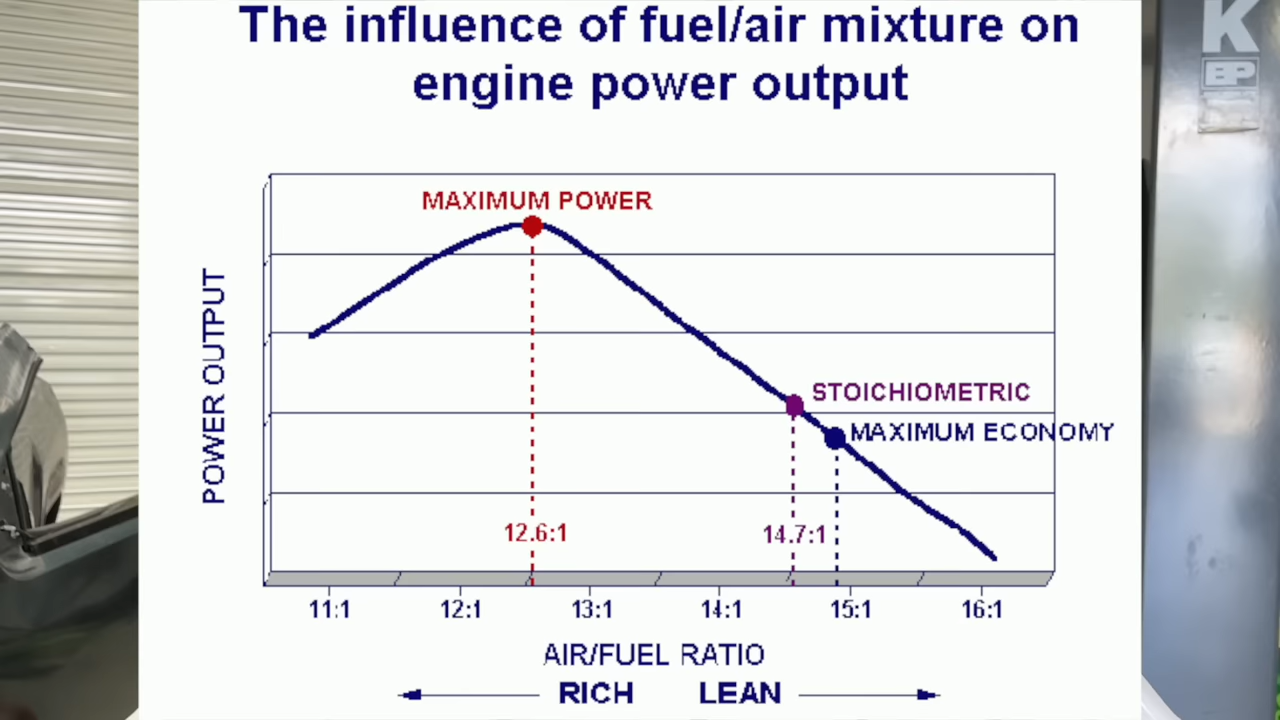 The influence of fuel/air mixture on
engine power output
K
BP
MAXIMUM POWER
STOICHIOMETRIC
MAXIMUM ECONOMY
POWER OUTPUT
12.6:1
14.7:1
11:1 12:1 13:1 14:1 15:1 16:1
AIR/FUEL RATIO
RICH LEAN